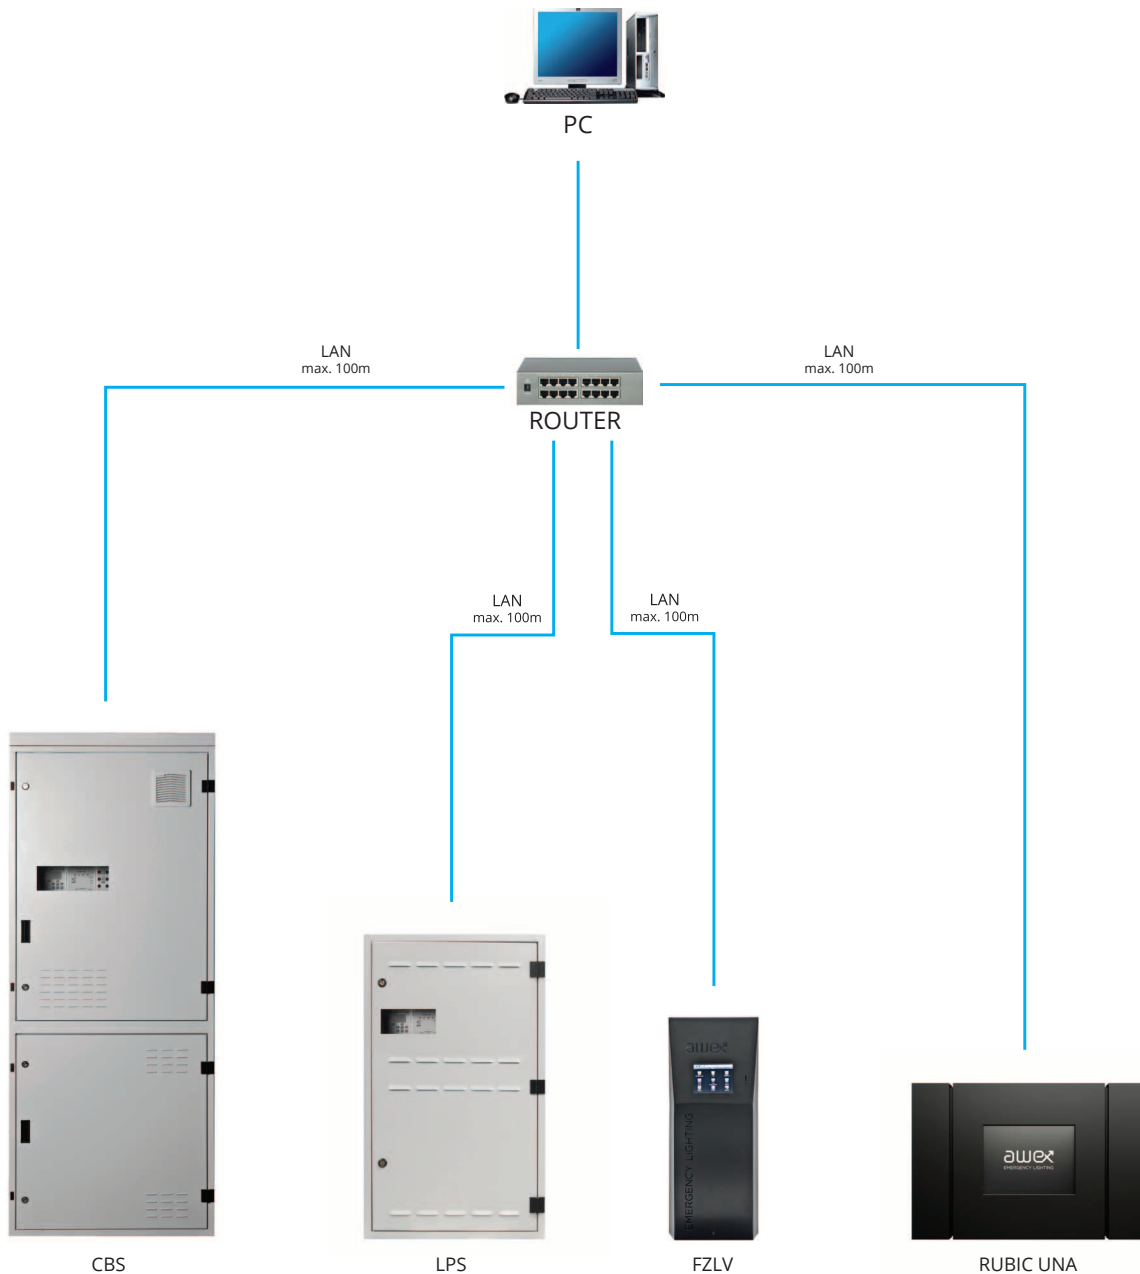 PC
LAN
max. 100m
LAN
max. 100m
ROUTER
LAN
max. 100m
LAN
max. 100m
awex
EMERGENCY LIGHTING
awex
EMERGENCY LIGHTING
CBS
LPS
FZLV
RUBIC UNA